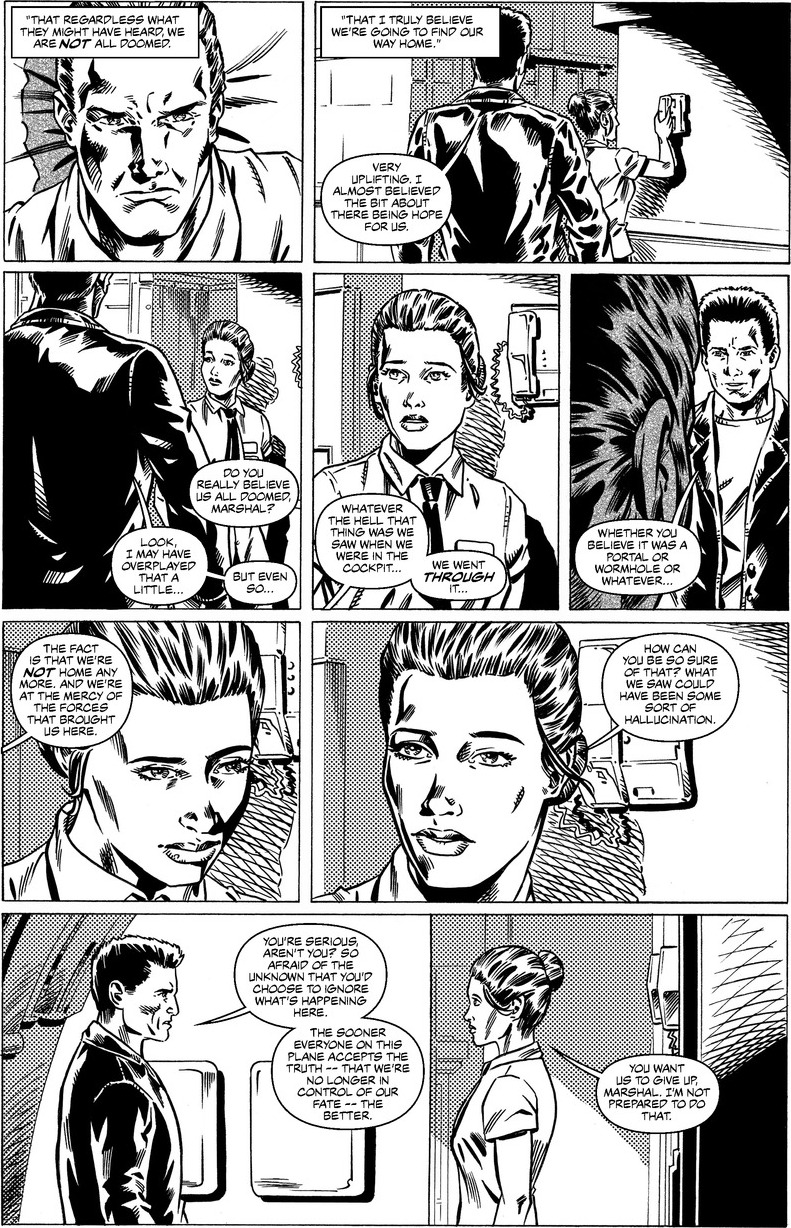 "THAT REGARDLESS WHAT
THEY MIGHT HAVE HEARD, WE
ARE NOT ALL DOOMED.
"THAT I TRULY BELIEVE
WE'RE GOING TO FIND OUR
WAY HOME."
VERY
UPLIFTING. I
ALMOST BELIEVED
THE BIT ABOUT
THERE BEING HOPE
FOR US.
DO YOU
REALLY BELIEVE
US ALL DOOMED,
MARSHAL?
LOOK,
I MAY HAVE
OVERPLAYED
THAT A
LITTLE...
BUT EVEN
SO...
WHATEVER
THE HELL THAT
THING WAS WE
SAW WHEN WE
WERE IN THE
COCKPIT...
WE WENT
THROUGH
IT...
WHETHER YOU
BELIEVE IT WAS A
PORTAL OR
WORMHOLE OR
WHATEVER...
THE FACT
IS THAT WE'RE
NOT HOME ANY
MORE. AND WE'RE
AT THE MERCY OF
THE FORCES
THAT BROUGHT
US HERE.
HOW CAN
YOU BE SO SURE
OF THAT? WHAT
WE SAW COULD
HAVE BEEN SOME
SORT OF
HALLUCINATION.
YOU'RE SERIOUS,
AREN'T YOU? SO
AFRAID OF THE
UNKNOWN THAT YOU'D
CHOOSE TO IGNORE
WHAT'S HAPPENING
HERE.
THE SOONER
EVERYONE ON THIS
PLANE ACCEPTS THE
TRUTH -- THAT WE'RE
NO LONGER IN
CONTROL OF OUR
FATE -- THE
BETTER.
YOU WANT
US TO GIVE UP,
MARSHAL. I'M NOT
PREPARED TO DO
THAT.